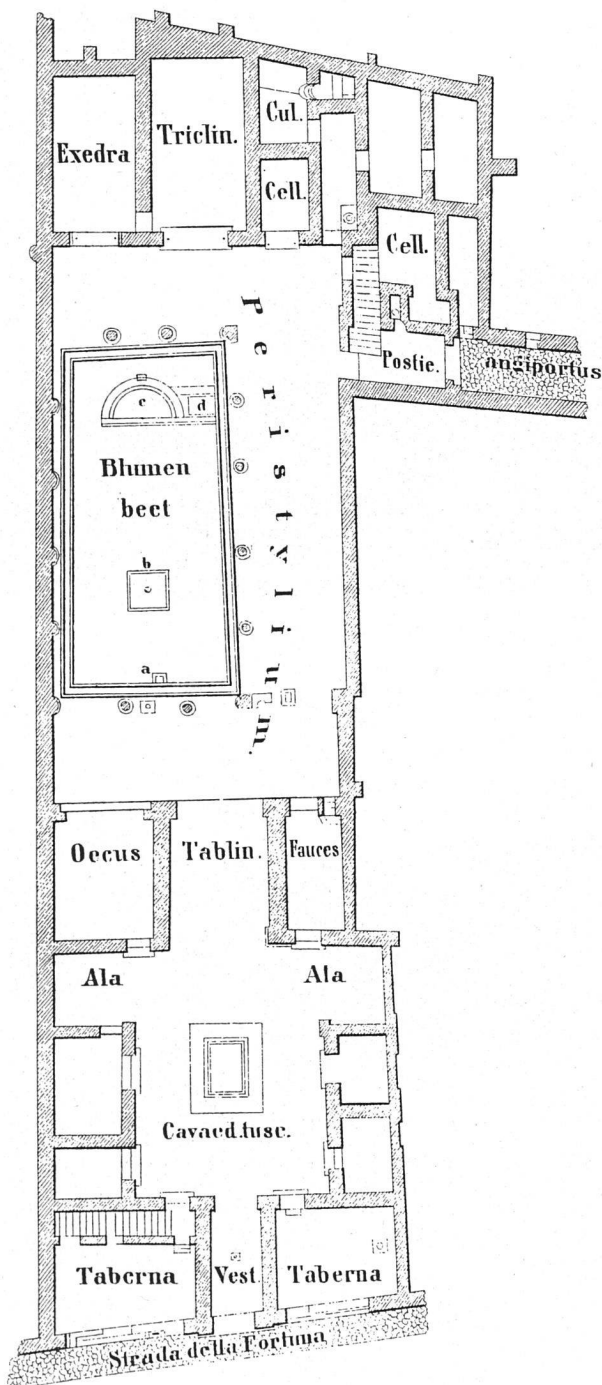 Exedra
Triclin.
Cul.
Cell.
Cell.
Postic.
angiportus
Peristylium.
c
d
Blumen
beet
b
c
a
Oecus
Tablin.
Fauces
Ala
Ala
Cavaed.tusc.
Taberna
Vest.
Taberna
Strada della Fortuna